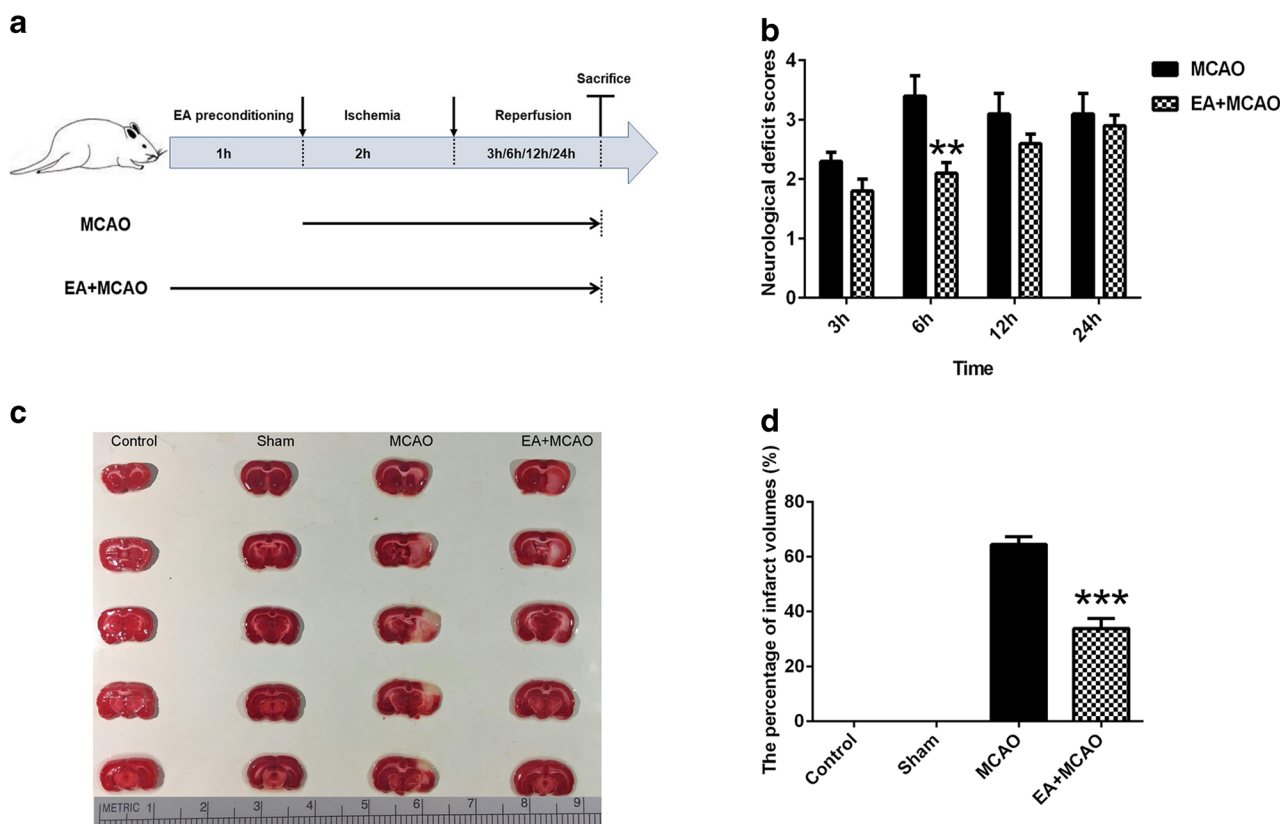 a
Sacrifice
EA preconditioning
Ischemia
Reperfusion
1h
2h
3h/6h/12h/24h
MCAO
EA+MCAO
b
Neurological deficit scores
4
3
2
1
0
**
3h
6h
12h
24h
Time
MCAO
EA+MCAO
c
Control
Sham
MCAO
EA+MCAO
METRIC 1 2 3 4 5 6 7 8 9
d
The percentage of infarct volumes (%)
80
60
40
20
0
***
Control
Sham
MCAO
EA+MCAO